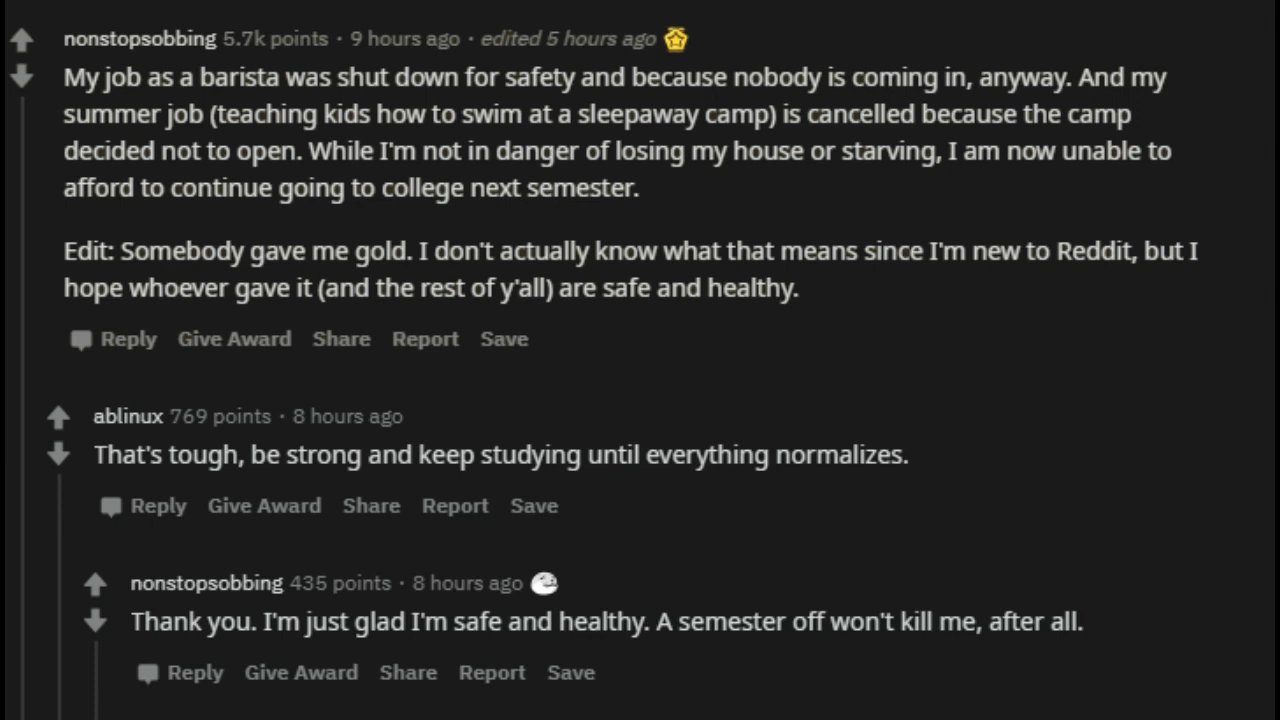 nonstopsobbing 5.7k points · 9 hours ago · edited 5 hours ago
My job as a barista was shut down for safety and because nobody is coming in, anyway. And my
summer job (teaching kids how to swim at a sleepaway camp) is cancelled because the camp
decided not to open. While I'm not in danger of losing my house or starving, I am now unable to
afford to continue going to college next semester.
Edit: Somebody gave me gold. I don't actually know what that means since I'm new to Reddit, but I
hope whoever gave it (and the rest of y'all) are safe and healthy.
Reply Give Award Share Report Save
ablinux 769 points · 8 hours ago
That's tough, be strong and keep studying until everything normalizes.
Reply Give Award Share Report Save
nonstopsobbing 435 points · 8 hours ago
Thank you. I'm just glad I'm safe and healthy. A semester off won't kill me, after all.
Reply Give Award Share Report Save